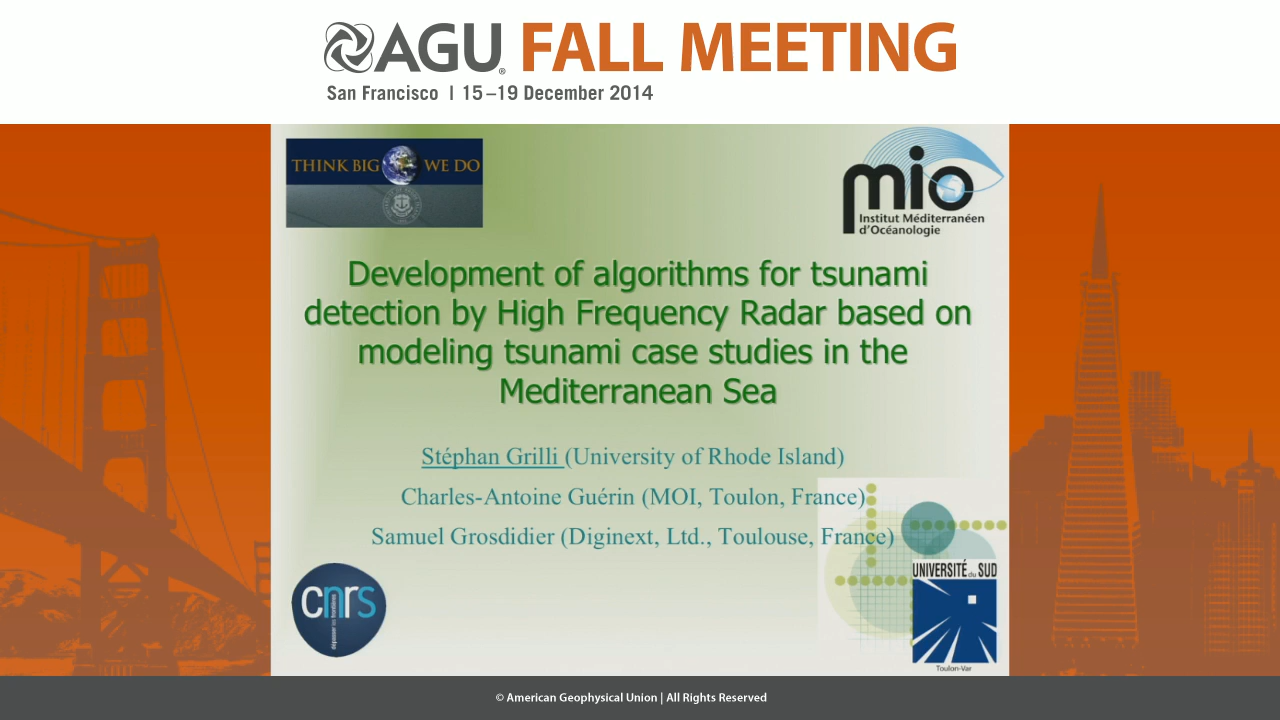 AGU® FALL MEETING
San Francisco | 15–19 December 2014
THINK BIG WE DO
mio
Institut Méditerranéen
d'Océanologie
Development of algorithms for tsunami
detection by High Frequency Radar based on
modeling tsunami case studies in the
Mediterranean Sea
Stéphan Grilli (University of Rhode Island)
Charles-Antoine Guérin (MOI, Toulon, France)
Samuel Grosdidier (Diginext, Ltd., Toulouse, France)
cnrs
dépasser les frontières
UNIVERSITÉ du SUD
Toulon-Var
© American Geophysical Union | All Rights Reserved